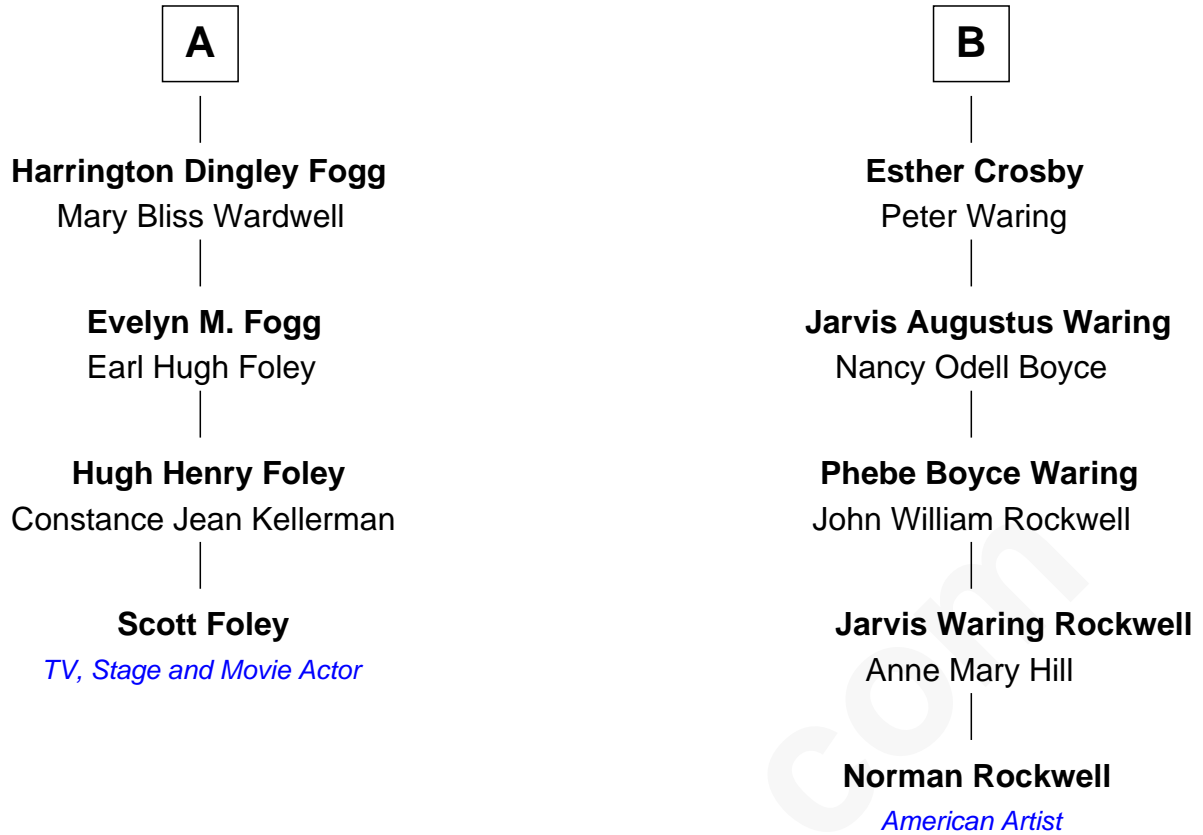 A
Harrington Dingley Fogg
Mary Bliss Wardwell
Evelyn M. Fogg
Earl Hugh Foley
Hugh Henry Foley
Constance Jean Kellerman
Scott Foley
TV, Stage and Movie Actor
B
Esther Crosby
Peter Waring
Jarvis Augustus Waring
Nancy Odell Boyce
Phebe Boyce Waring
John William Rockwell
Jarvis Waring Rockwell
Anne Mary Hill
Norman Rockwell
American Artist
com